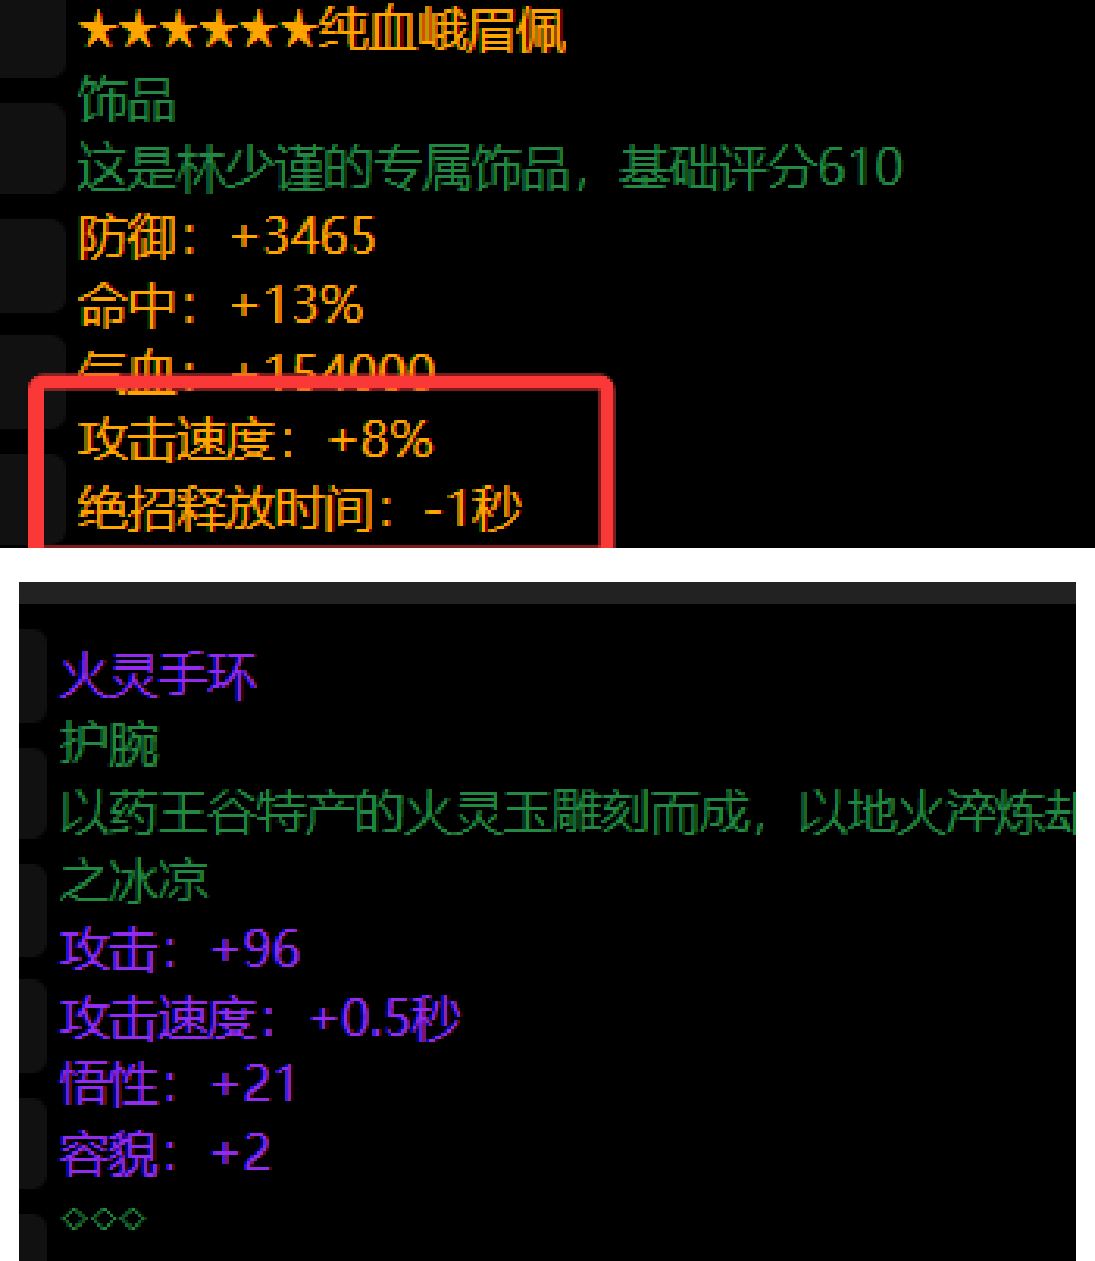 ★★★★★★纯血峨眉佩
饰品
这是林少谨的专属饰品，基础评分610
防御：+3465
命中：+13%
气血：+154000
攻击速度：+8%
绝招释放时间：-1秒
火灵手环
护腕
以药王谷特产的火灵玉雕刻而成，以地火淬炼却
之冰凉
攻击：+96
攻击速度：+0.5秒
悟性：+21
容貌：+2
◇◇◇